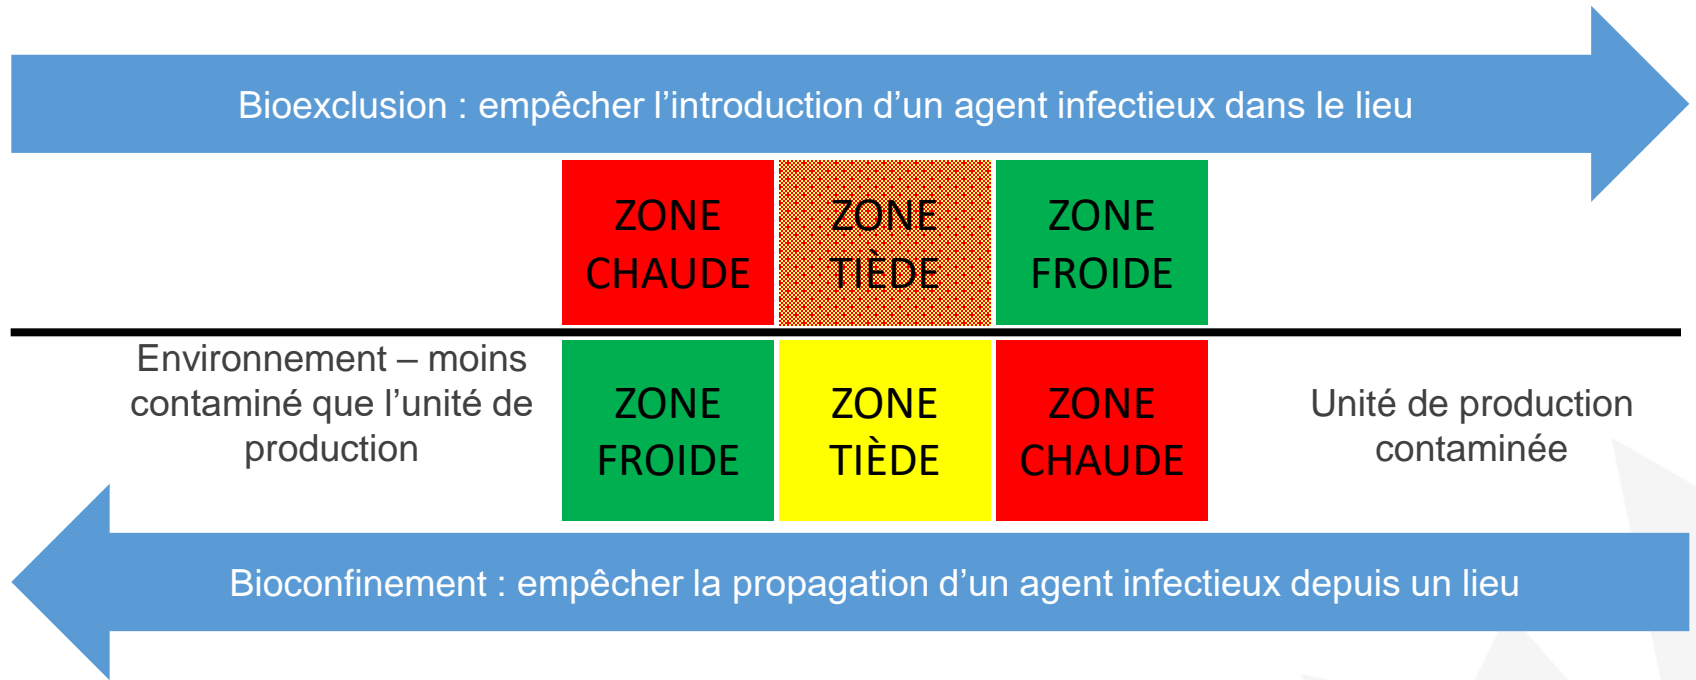 Bioexclusion : empêcher l’introduction d’un agent infectieux dans le lieu
ZONE
CHAUDE
ZONE
TIÈDE
ZONE
FROIDE
Environnement – moins
contaminé que l’unité de
production
ZONE
FROIDE
ZONE
TIÈDE
ZONE
CHAUDE
Unité de production
contaminée
Bioconfinement : empêcher la propagation d’un agent infectieux depuis un lieu